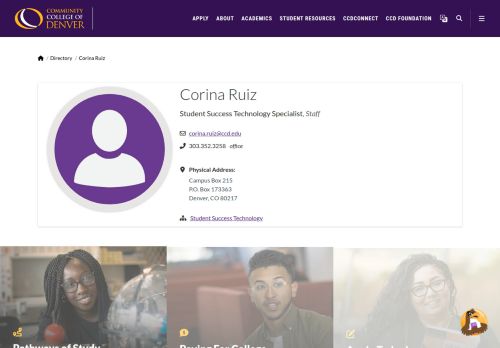 COMMUNITY
COLLEGE OF
DENVER
APPLY ABOUT ACADEMICS STUDENT RESOURCES CCDCONNECT CCD FOUNDATION
/ Directory / Corina Ruiz
Corina Ruiz
Student Success Technology Specialist, Staff
corina.ruiz@ccd.edu
303.352.3258 office
Physical Address:
Campus Box 215
P.O. Box 173363
Denver, CO 80217
Student Success Technology
Pathways of Study
Paying For College